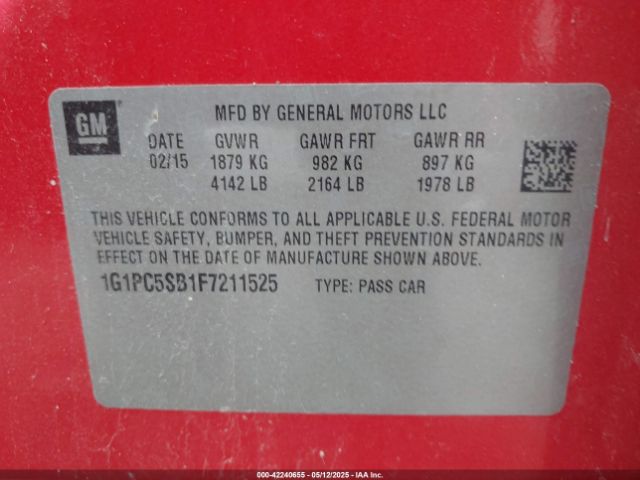 GM
MFD BY GENERAL MOTORS LLC
DATE GVWR GAWR FRT GAWR RR
02/15 1879 KG 982 KG 897 KG
4142 LB 2164 LB 1978 LB
THIS VEHICLE CONFORMS TO ALL APPLICABLE U.S. FEDERAL MOTOR
VEHICLE SAFETY, BUMPER, AND THEFT PREVENTION STANDARDS IN
EFFECT ON THE DATE OF MANUFACTURE SHOWN ABOVE.
1G1PC5SB1F7211525 TYPE: PASS CAR
000-42240655 - 05/12/2025 - IAA Inc.